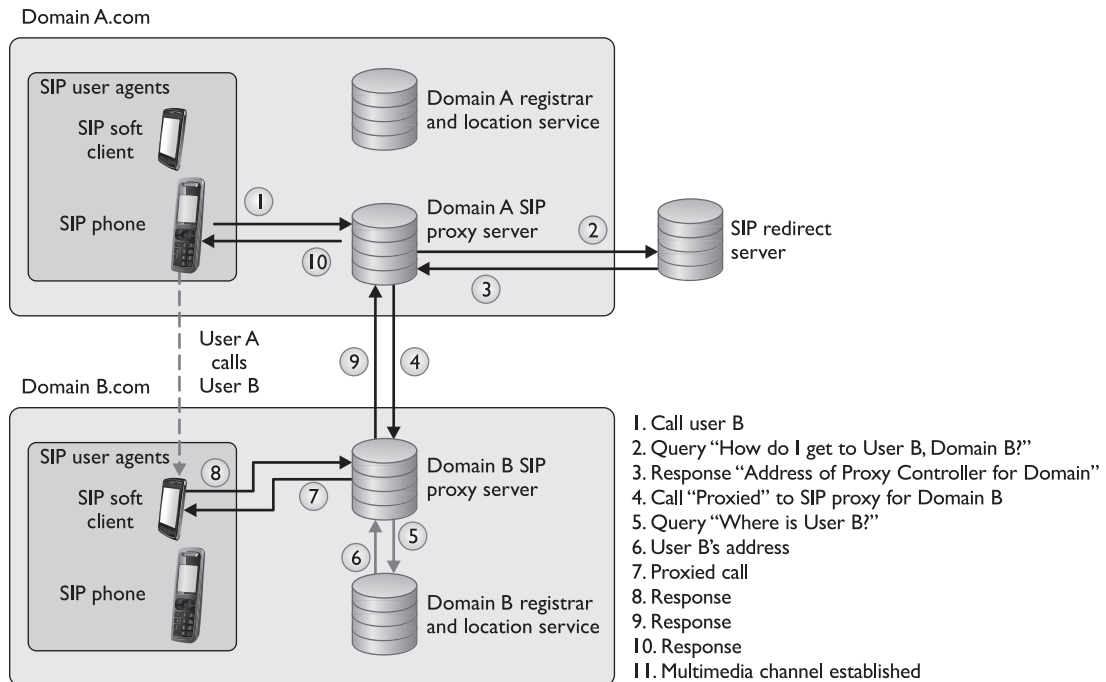 Domain A.com
SIP user agents
SIP soft
client
SIP phone
Domain A registrar
and location service
Domain A SIP
proxy server
SIP redirect
server
1
10
2
3
User A
calls
User B
9
4
Domain B.com
SIP user agents
SIP soft
client
SIP phone
8
7
Domain B SIP
proxy server
6
5
Domain B registrar
and location service
1. Call user B
2. Query “How do I get to User B, Domain B?”
3. Response “Address of Proxy Controller for Domain”
4. Call “Proxied” to SIP proxy for Domain B
5. Query “Where is User B?”
6. User B’s address
7. Proxied call
8. Response
9. Response
10. Response
11. Multimedia channel established